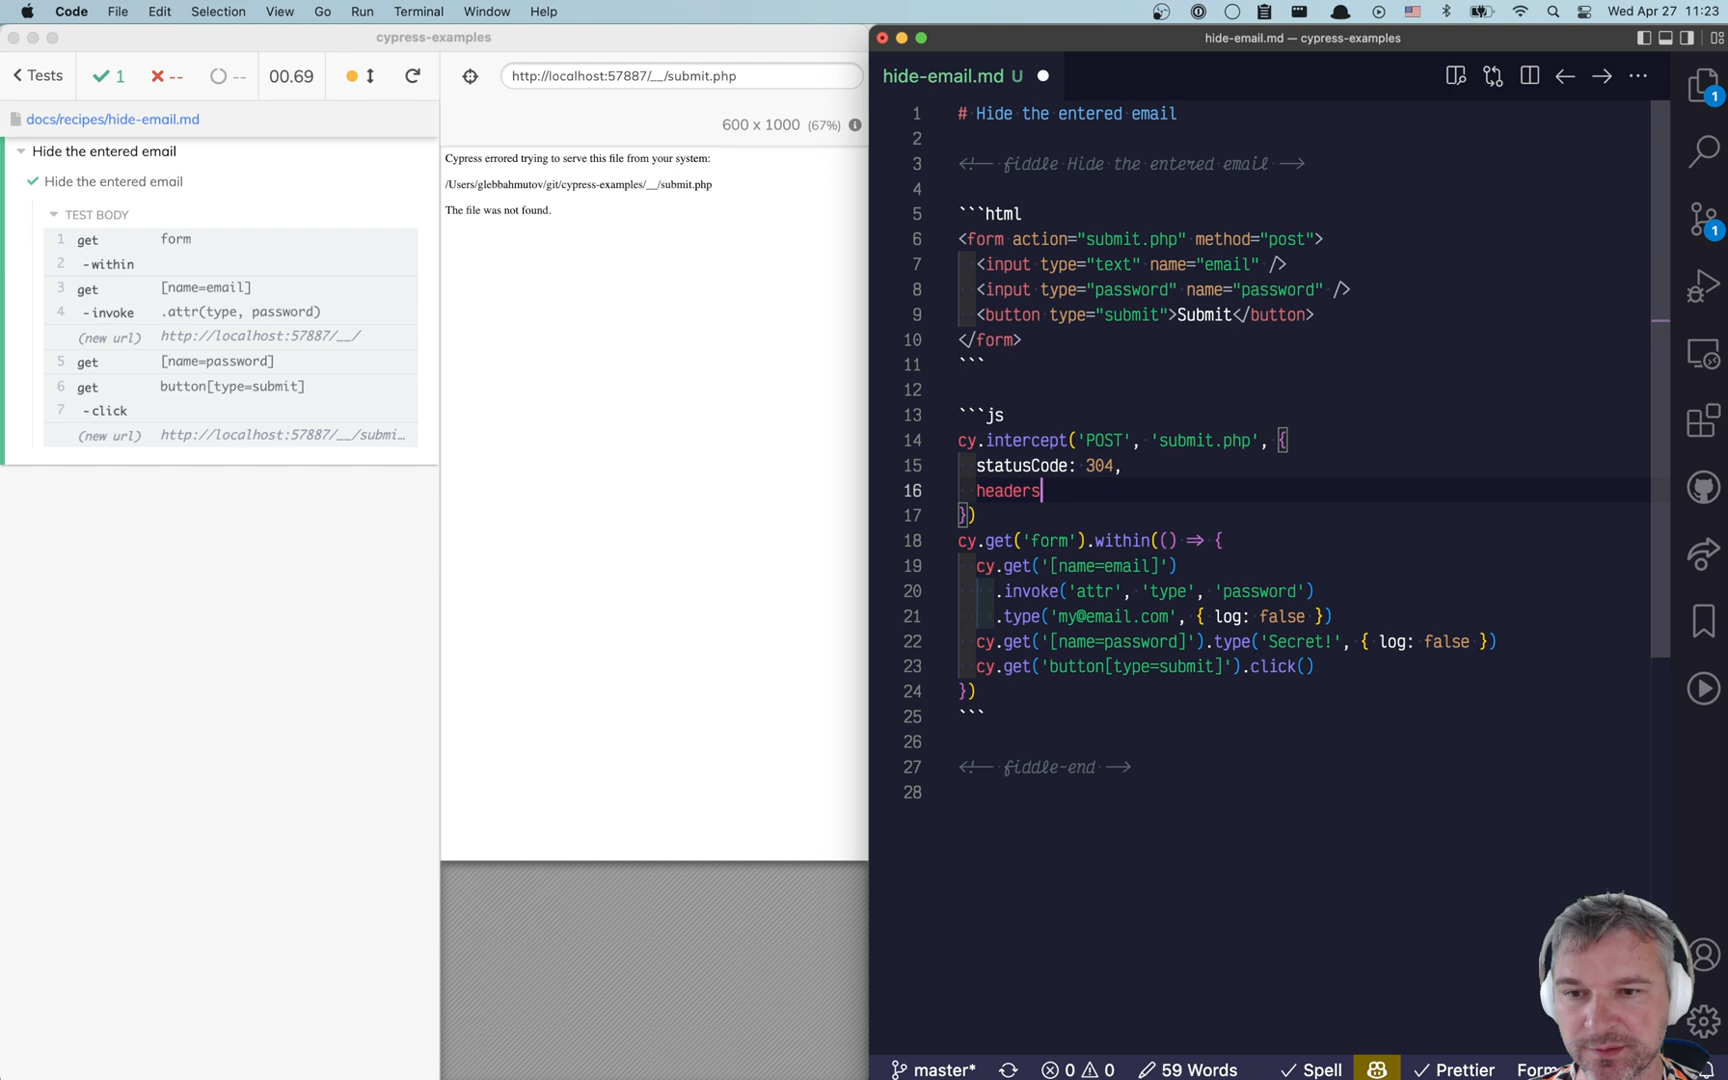 Code File Edit Selection View Go Run Terminal Window Help
Wed Apr 27 11:23
cypress-examples
Tests 1 -- -- 00.69
http://localhost:57887/__/submit.php
600 x 1000 (67%)
docs/recipes/hide-email.md
Hide the entered email
Hide the entered email
TEST BODY
1 get form
2 -within
3 get [name=email]
4 -invoke .attr(type, password)
(new url) http://localhost:57887/__/
5 get [name=password]
6 get button[type=submit]
7 -click
(new url) http://localhost:57887/__/submi…
Cypress errored trying to serve this file from your system:
/Users/glebbahmutov/git/cypress-examples/__/submit.php
The file was not found.
hide-email.md — cypress-examples
hide-email.md U
1 # Hide the entered email
2
3 <!-- fiddle Hide the entered email -->
4
5 ```html
6 <form action="submit.php" method="post">
7 <input type="text" name="email" />
8 <input type="password" name="password" />
9 <button type="submit">Submit</button>
10 </form>
11 ```
12
13 ```js
14 cy.intercept('POST', 'submit.php', {
15 statusCode: 304,
16 headers
17 })
18 cy.get('form').within(() => {
19 cy.get('[name=email]')
20 .invoke('attr', 'type', 'password')
21 .type('my@email.com', { log: false })
22 cy.get('[name=password]').type('Secret!', { log: false })
23 cy.get('button[type=submit]').click()
24 })
25 ```
26
27 <!-- fiddle-end -->
28
1
1
master* 0 0 59 Words Spell Prettier Form